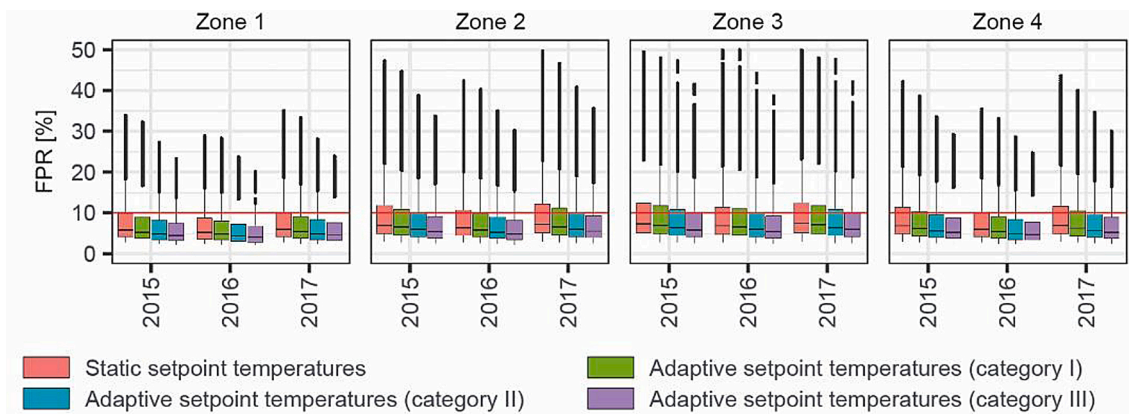 Zone 1 Zone 2 Zone 3 Zone 4
FPR [%]
50
40
30
20
10
0
2015 2016 2017 2015 2016 2017 2015 2016 2017 2015 2016 2017
Static setpoint temperatures Adaptive setpoint temperatures (category I)
Adaptive setpoint temperatures (category II) Adaptive setpoint temperatures (category III)